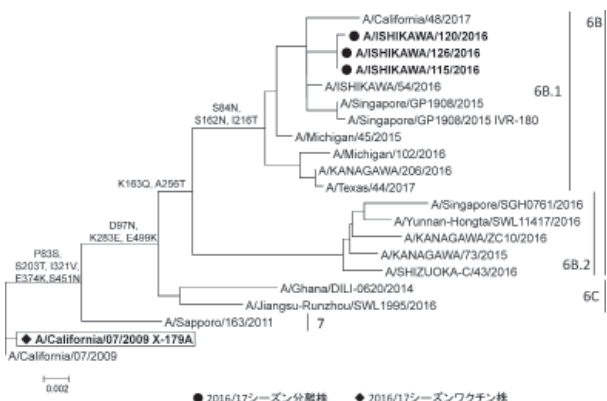 A/California/48/2017
6B
A/ISHIKAWA/120/2016
A/ISHIKAWA/126/2016
A/ISHIKAWA/115/2016
A/ISHIKAWA/54/2016
6B.1
S84N,
S162N, I216T
A/Singapore/GP1908/2015
A/Singapore/GP1908/2015 IVR-180
A/Michigan/45/2015
A/Michigan/102/2016
K163Q, A256T
A/KANAGAWA/206/2016
A/Texas/44/2017
A/Singapore/SGH0761/2016
A/Yunnan-Hongta/SWL11417/2016
D97N,
K283E, E499K
A/KANAGAWA/ZC10/2016
A/KANAGAWA/73/2015
6B.2
P83S,
S203T, I321V,
E374K,S451N
A/SHIZUOKA-C/43/2016
A/Ghana/DILI-0620/2014
6C
A/Jiangsu-Runzhou/SWL1995/2016
A/Sapporo/163/2011
7
◆ A/California/07/2009 X-179A
A/California/07/2009
0.002
● 2016/17シーズン分離株 ◆ 2016/17シーズンワクチン株